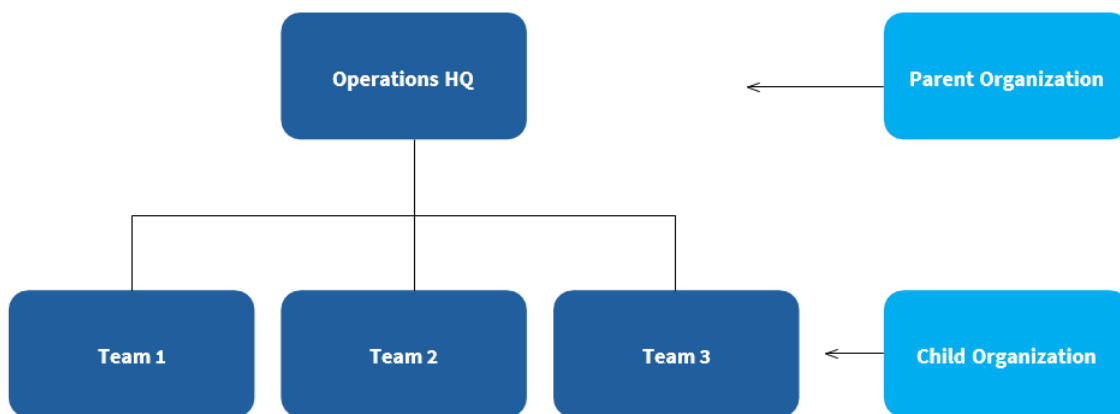 Operations HQ
Parent Organization
Team 1
Team 2
Team 3
Child Organization